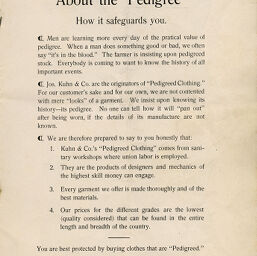 About the "Pedigree"
How it safeguards you.
¶ Men are learning more every day of the pratical value of
pedigree. When a man does something good or bad, we often
say "it's in the blood." The farmer is insisting upon pedigreed
stock. Everybody is coming to want to know the history of all
important events.
¶ Jos. Kuhn & Co. are the originators of "Pedigreed Clothing."
For our customer's sake and for our own, we are not contented
with mere "looks" of a garment. We insist upon knowing its
history—its pedigree. No one can tell how it will "pan out"
after being worn, if the details of its manufacture are not
known.
¶ We are therefore prepared to say to you honestly that:
1. Kuhn & Co.'s "Pedigreed Clothing" comes from sani-
tary workshops where union labor is employed.
2. They are the products of designers and mechanics of
the highest skill money can engage.
3. Every garment we offer is made thoroughly and of the
best materials.
4. Our prices for the different grades are the lowest
(quality considered) that can be found in the entire
length and breadth of the country.
You are best protected by buying clothes that are "Pedigreed."